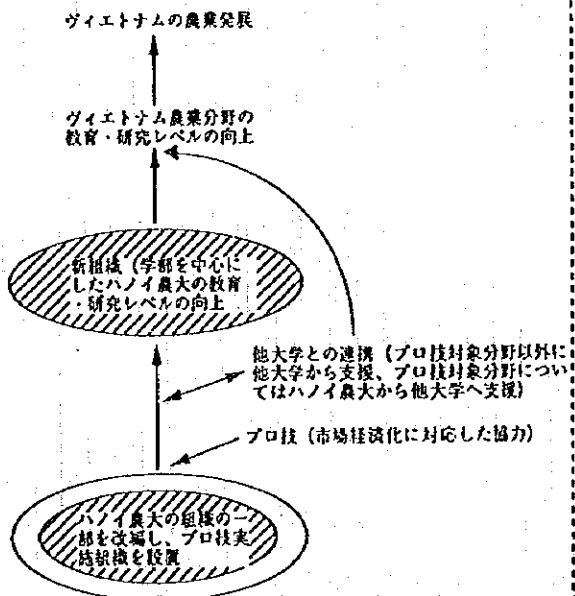 ヴィエトナムの農業発展
ヴィエトナム農業分野の
教育・研究レベルの向上
新組織（学部を中心に
したハノイ農大の教育
・研究レベルの向上
他大学との連携（プロ技対象分野以外に
他大学から支援、プロ技対象分野につい
てはハノイ農大から他大学へ支援）
プロ技（市場経済化に対応した協力）
ハノイ農大の組織の一
部を改編し、プロ技実
施組織を設置